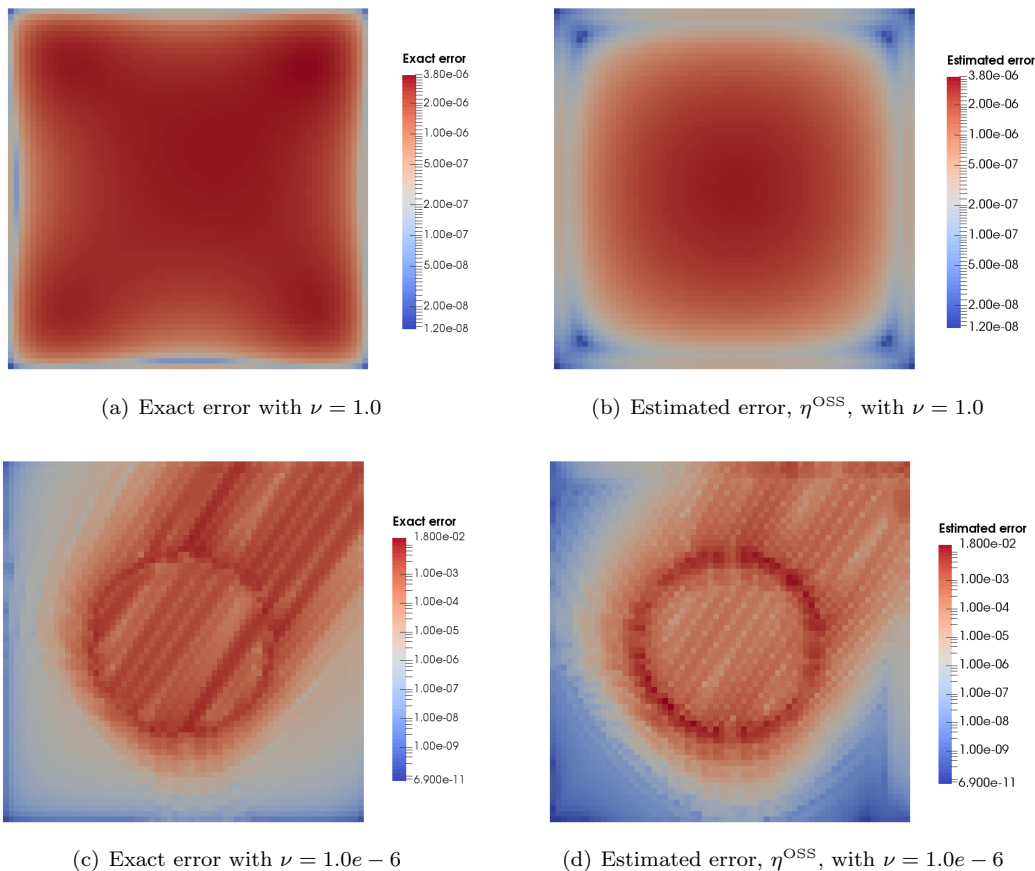 Exact error
3.80e-06
2.00e-06
1.00e-06
5.00e-07
2.00e-07
1.00e-07
5.00e-08
2.00e-08
1.20e-08
Estimated error
3.80e-06
2.00e-06
1.00e-06
5.00e-07
2.00e-07
1.00e-07
5.00e-08
2.00e-08
1.20e-08
(a) Exact error with ν = 1.0
(b) Estimated error, η^OSS, with ν = 1.0
Exact error
1.800e-02
1.00e-03
1.00e-04
1.00e-05
1.00e-06
1.00e-07
1.00e-08
1.00e-09
6.900e-11
Estimated error
1.800e-02
1.00e-03
1.00e-04
1.00e-05
1.00e-06
1.00e-07
1.00e-08
1.00e-09
6.900e-11
(c) Exact error with ν = 1.0e − 6
(d) Estimated error, η^OSS, with ν = 1.0e − 6